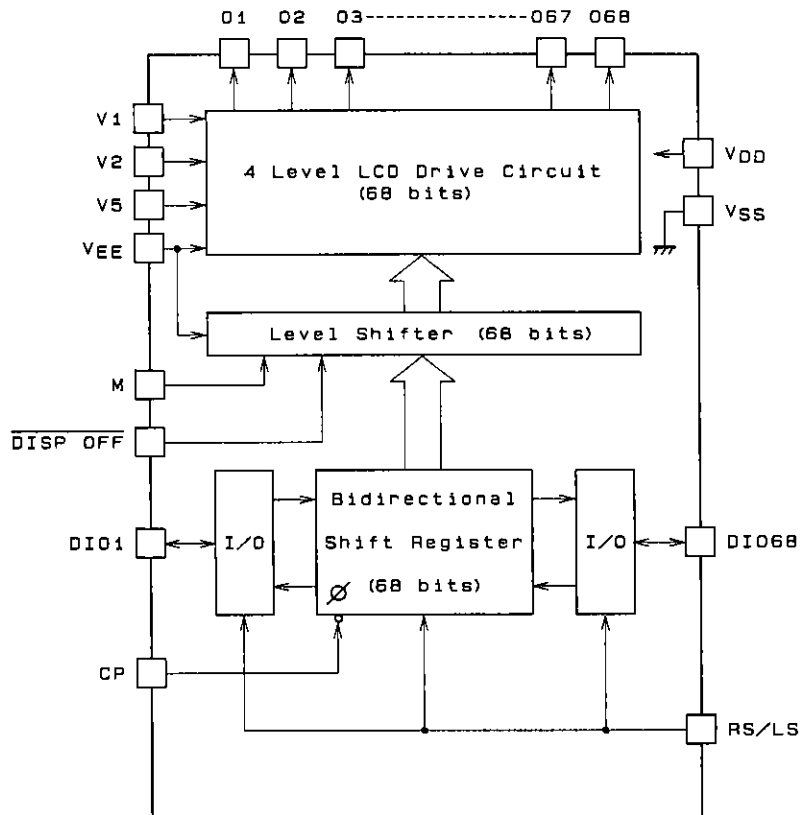 O1 O2 O3 O67 O68
V1
V2
V5
VEE
4 Level LCD Drive Circuit
(68 bits)
VDD
VSS
Level Shifter (68 bits)
M
DISP OFF
DIO1
I/O
Bidirectional
Shift Register
Ø (68 bits)
I/O
DIO68
CP
RS/LS